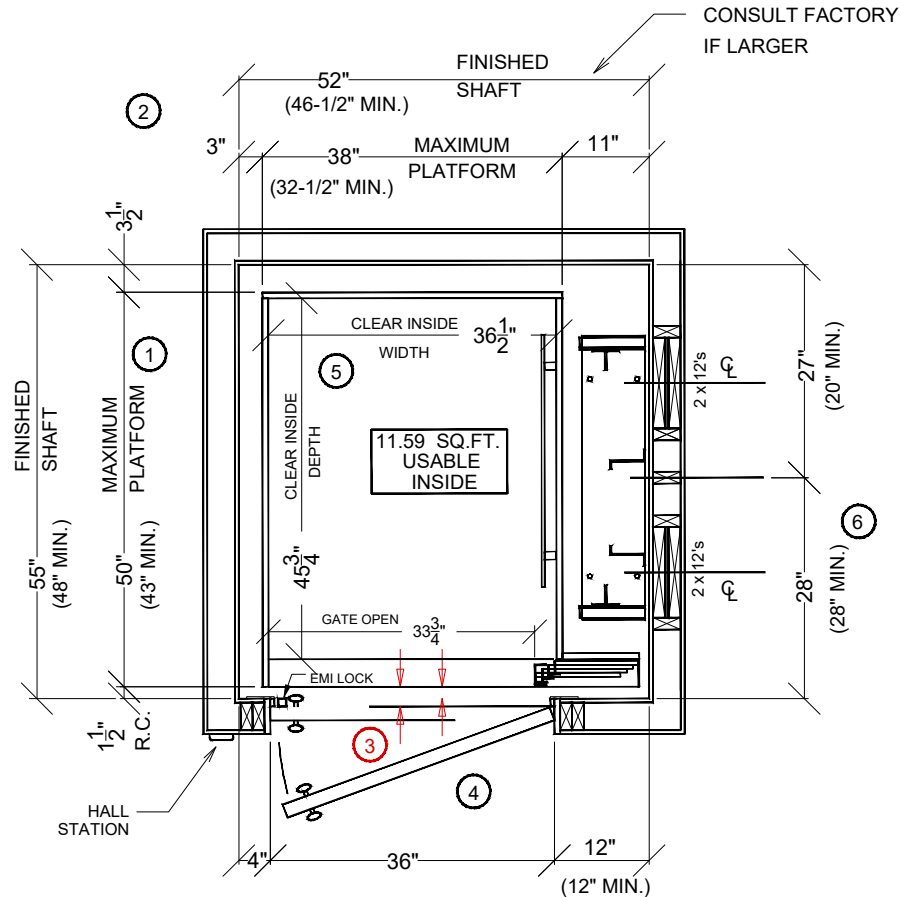 CONSULT FACTORY
IF LARGER
FINISHED
SHAFT
52"
(46-1/2" MIN.)
2
3"
MAXIMUM
PLATFORM
38"
(32-1/2" MIN.)
11"
3 1/2"
FINISHED
SHAFT
55"
(48" MIN.)
1
MAXIMUM
PLATFORM
50"
(43" MIN.)
CLEAR INSIDE
WIDTH
36 1/2"
5
CLEAR INSIDE
DEPTH
45 3/4"
11.59 SQ.FT.
USABLE
INSIDE
2 x 12's
CL
27"
(20" MIN.)
6
2 x 12's
CL
28"
(28" MIN.)
GATE OPEN
33 3/4"
EMI LOCK
1 1/2"
R.C.
3
4
HALL
STATION
4"
36"
12"
(12" MIN.)